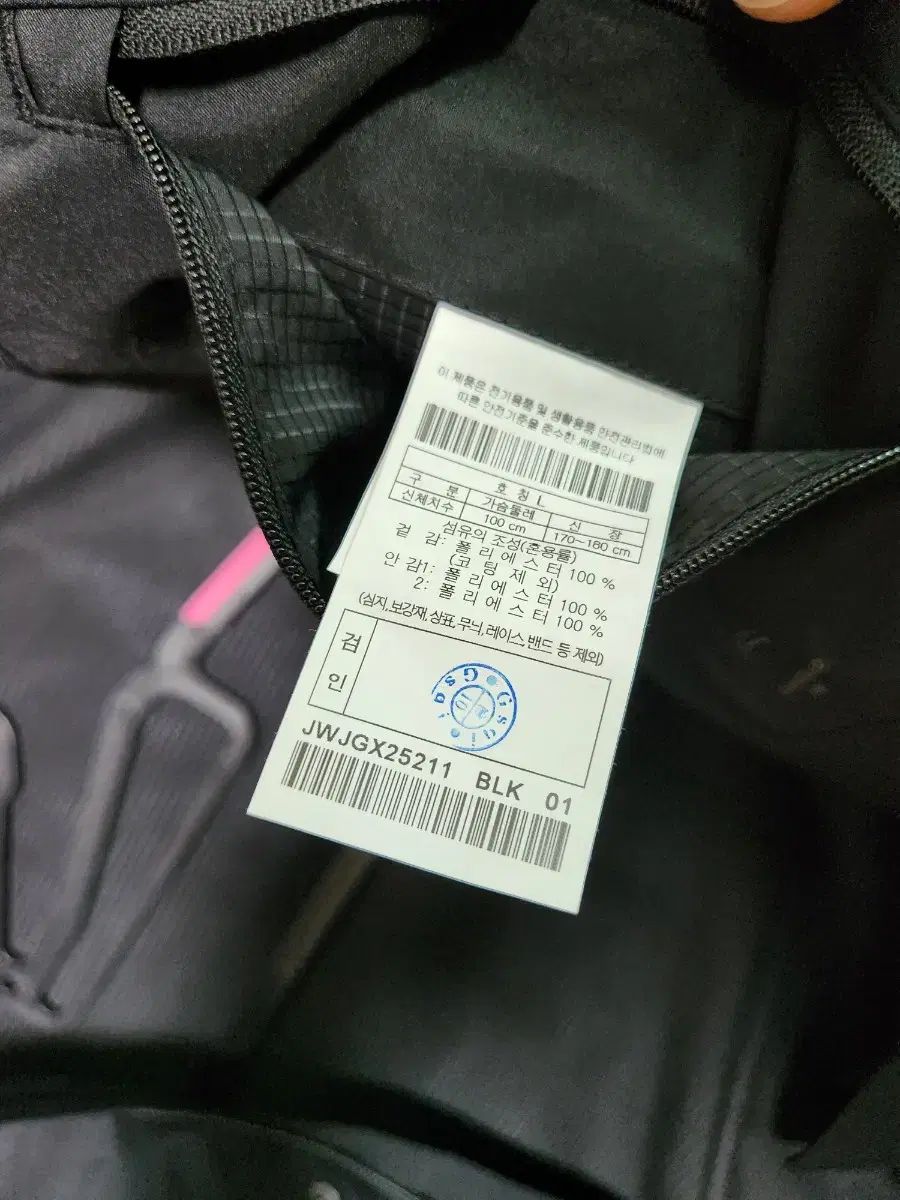 이 제품은 전기용품 및 생활용품 안전관리법에
따른 안전기준을 준수한 제품입니다
구 분 호 칭 L
신체치수 가슴둘레 신 장
100 cm 170~180 cm
섬유의 조성(혼용률)
겉 감: 폴 리 에 스 터 100 %
(코 팅 제 외)
안 감1: 폴 리 에 스 터 100 %
2: 폴 리 에 스 터 100 %
(심지,보강재,상표,무늬,레이스,밴드 등 제외)
검
인
JWJGX25211 BLK 01